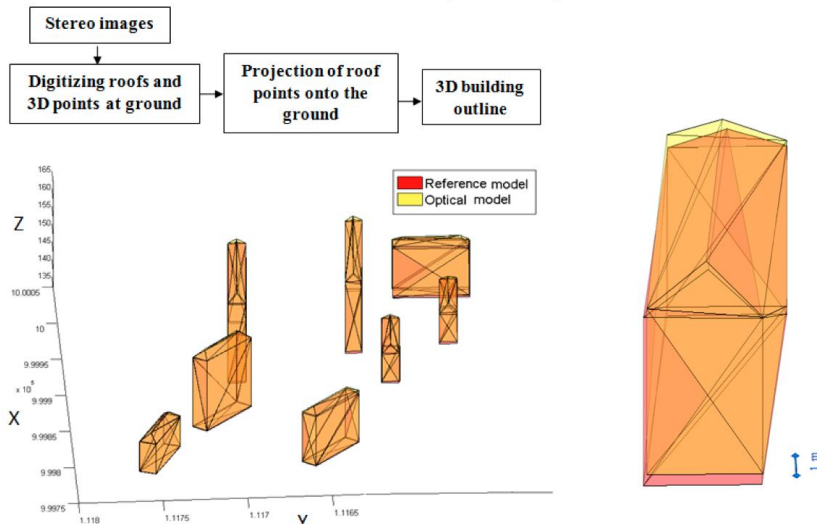 Stereo images
Digitizing roofs and
3D points at ground
Projection of roof
points onto the
ground
3D building
outline
Reference model
Optical model
Z
165
160
155
150
145
140
135
10.0005
10
9.9995
x 10⁵
9.999
X
9.9985
9.998
9.9975
1.118
1.1175
1.117
1.1165
Y
1 m